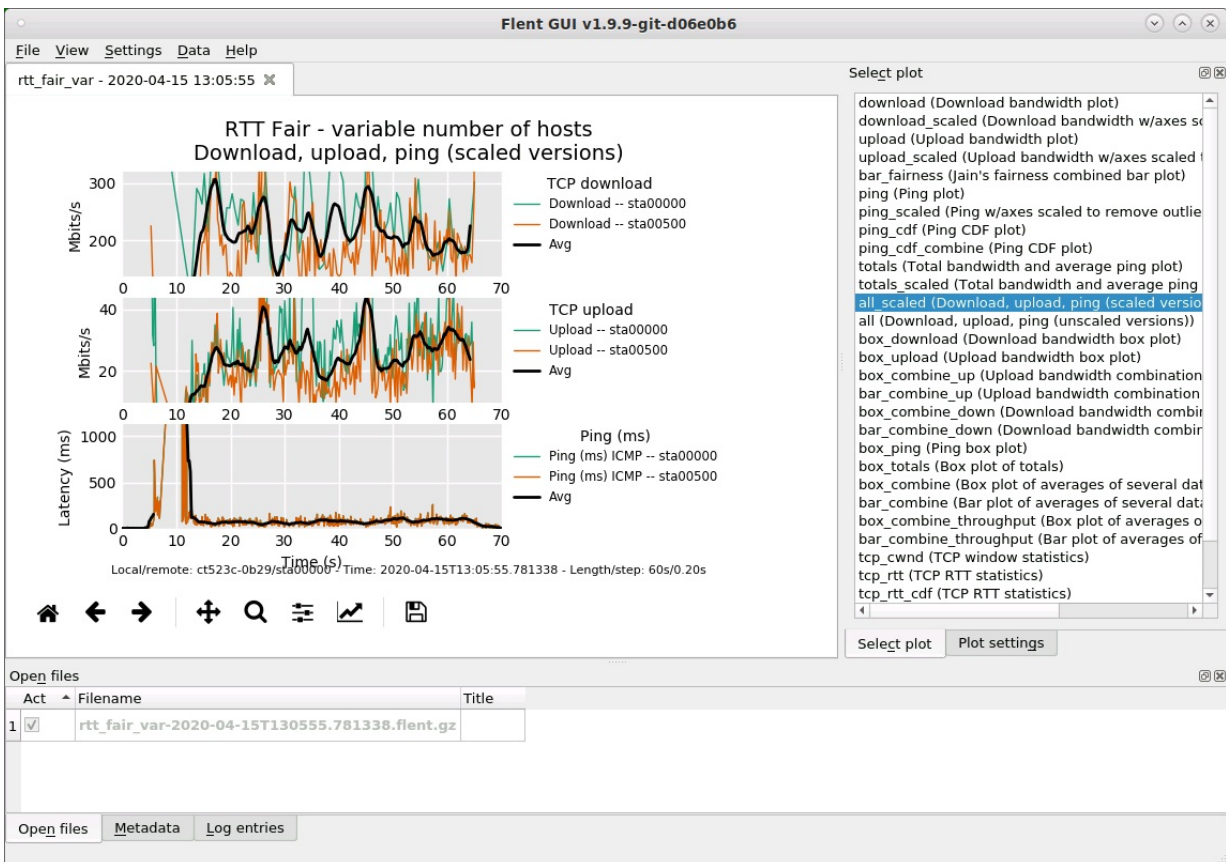 Flent GUI v1.9.9-git-d06e0b6
File View Settings Data Help
rtt_fair_var - 2020-04-15 13:05:55
RTT Fair - variable number of hosts
Download, upload, ping (scaled versions)
Mbits/s
300
200
0 10 20 30 40 50 60 70
TCP download
Download -- sta00000
Download -- sta00500
Avg
Mbits/s
40
20
0 10 20 30 40 50 60 70
TCP upload
Upload -- sta00000
Upload -- sta00500
Avg
Latency (ms)
1000
500
0
0 10 20 30 40 50 60 70
Ping (ms)
Ping (ms) ICMP -- sta00000
Ping (ms) ICMP -- sta00500
Avg
Time (s)
Local/remote: ct523c-0b29/sta00000 - Time: 2020-04-15T13:05:55.781338 - Length/step: 60s/0.20s
Select plot
download (Download bandwidth plot)
download_scaled (Download bandwidth w/axes sc
upload (Upload bandwidth plot)
upload_scaled (Upload bandwidth w/axes scaled t
bar_fairness (Jain's fairness combined bar plot)
ping (Ping plot)
ping_scaled (Ping w/axes scaled to remove outlie
ping_cdf (Ping CDF plot)
ping_cdf_combine (Ping CDF plot)
totals (Total bandwidth and average ping plot)
totals_scaled (Total bandwidth and average ping
all_scaled (Download, upload, ping (scaled versio
all (Download, upload, ping (unscaled versions))
box_download (Download bandwidth box plot)
box_upload (Upload bandwidth box plot)
box_combine_up (Upload bandwidth combination
bar_combine_up (Upload bandwidth combination
box_combine_down (Download bandwidth combin
bar_combine_down (Download bandwidth combin
box_ping (Ping box plot)
box_totals (Box plot of totals)
box_combine (Box plot of averages of several dat
bar_combine (Bar plot of averages of several data
box_combine_throughput (Box plot of averages o
bar_combine_throughput (Bar plot of averages of
tcp_cwnd (TCP window statistics)
tcp_rtt (TCP RTT statistics)
tcp_rtt_cdf (TCP RTT statistics)
Select plot Plot settings
Open files
Act Filename Title
1 rtt_fair_var-2020-04-15T130555.781338.flent.gz
Open files Metadata Log entries